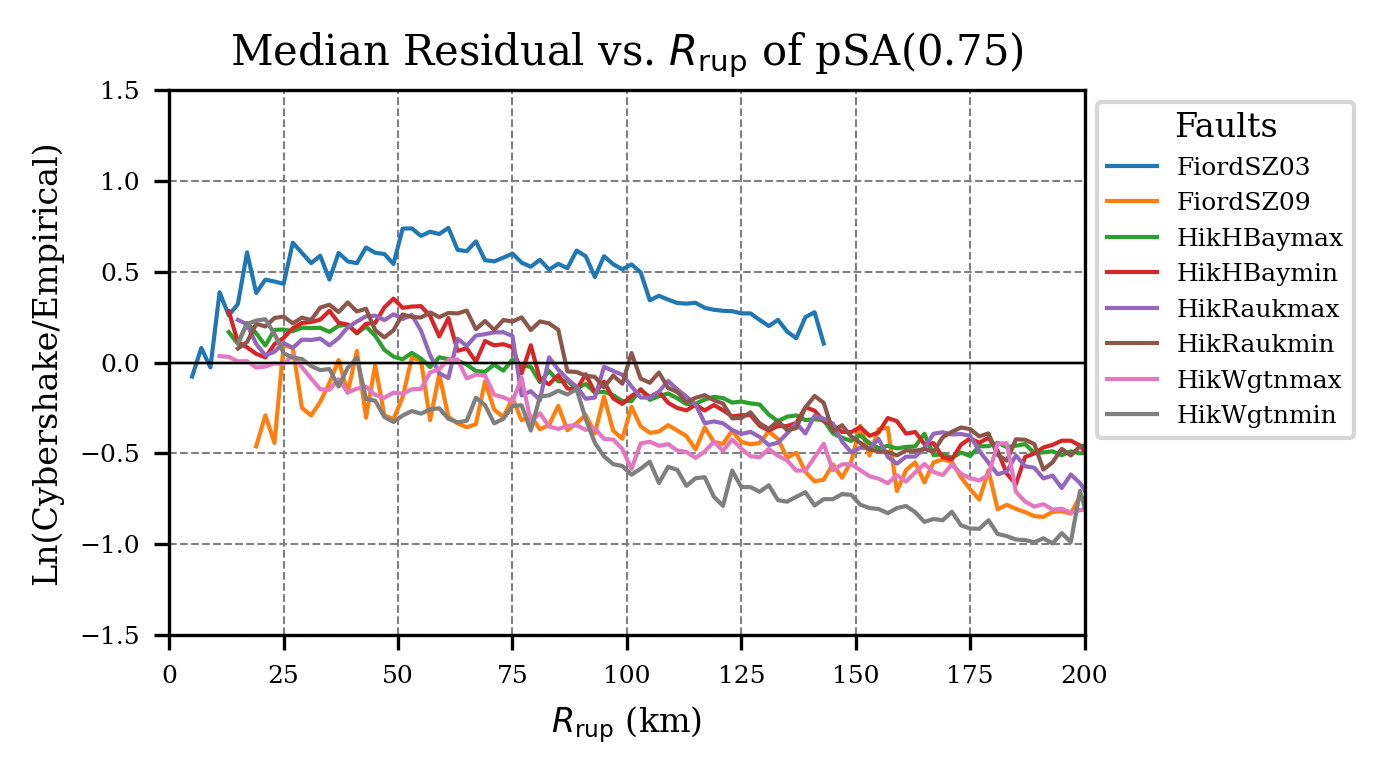 Median Residual vs. Rrup of pSA(0.75)
Ln(Cybershake/Empirical)
1.5
1.0
0.5
0.0
−0.5
−1.0
−1.5
0 25 50 75 100 125 150 175 200
Rrup (km)
Faults
FiordSZ03
FiordSZ09
HikHBaymax
HikHBaymin
HikRaukmax
HikRaukmin
HikWgtnmax
HikWgtnmin